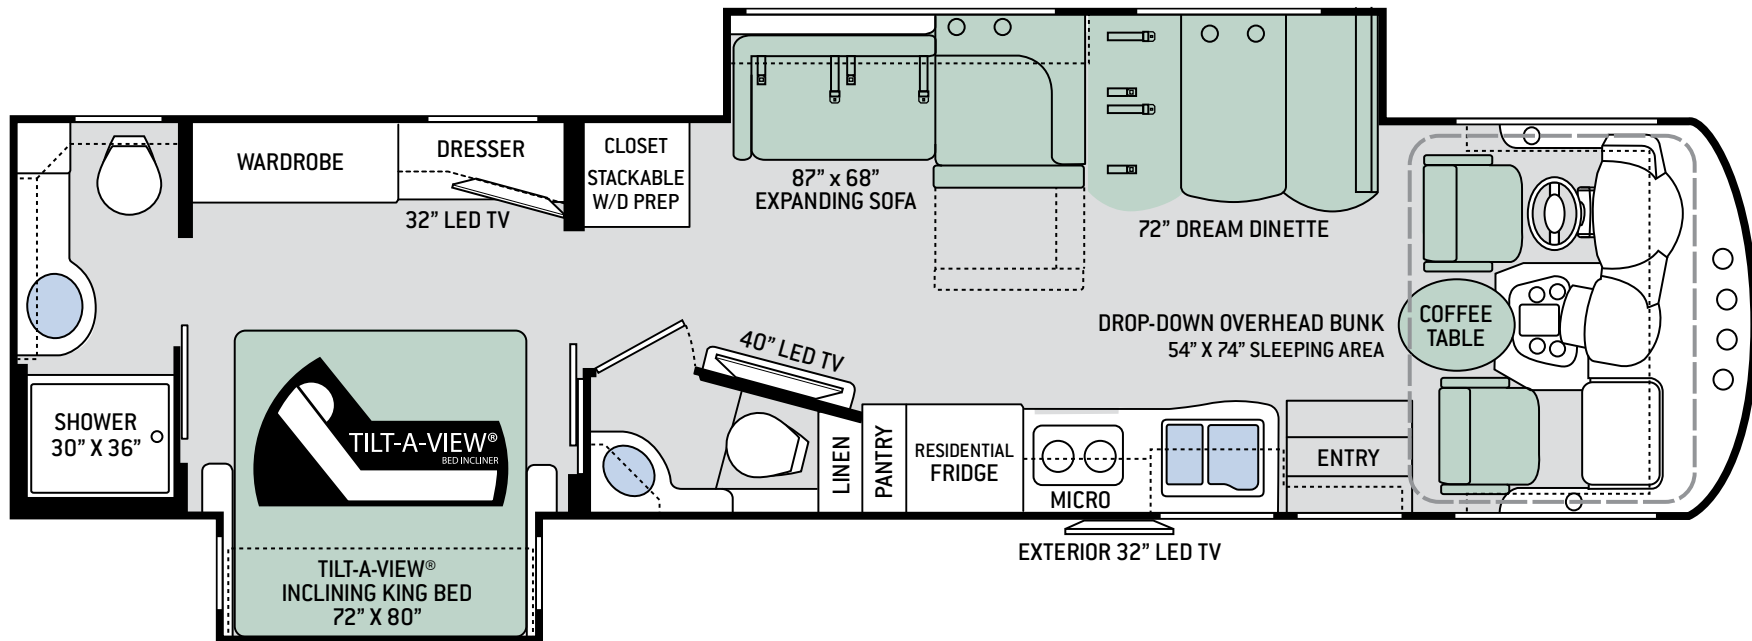 WARDROBE
DRESSER
32” LED TV
CLOSET
STACKABLE
W/D PREP
87” x 68”
EXPANDING SOFA
72” DREAM DINETTE
DROP-DOWN OVERHEAD BUNK
54” X 74” SLEEPING AREA
COFFEE
TABLE
40” LED TV
SHOWER
30” X 36”
TILT-A-VIEW®
BED INCLINER
TILT-A-VIEW®
INCLINING KING BED
72” X 80”
LINEN
PANTRY
RESIDENTIAL
FRIDGE
MICRO
ENTRY
EXTERIOR 32” LED TV